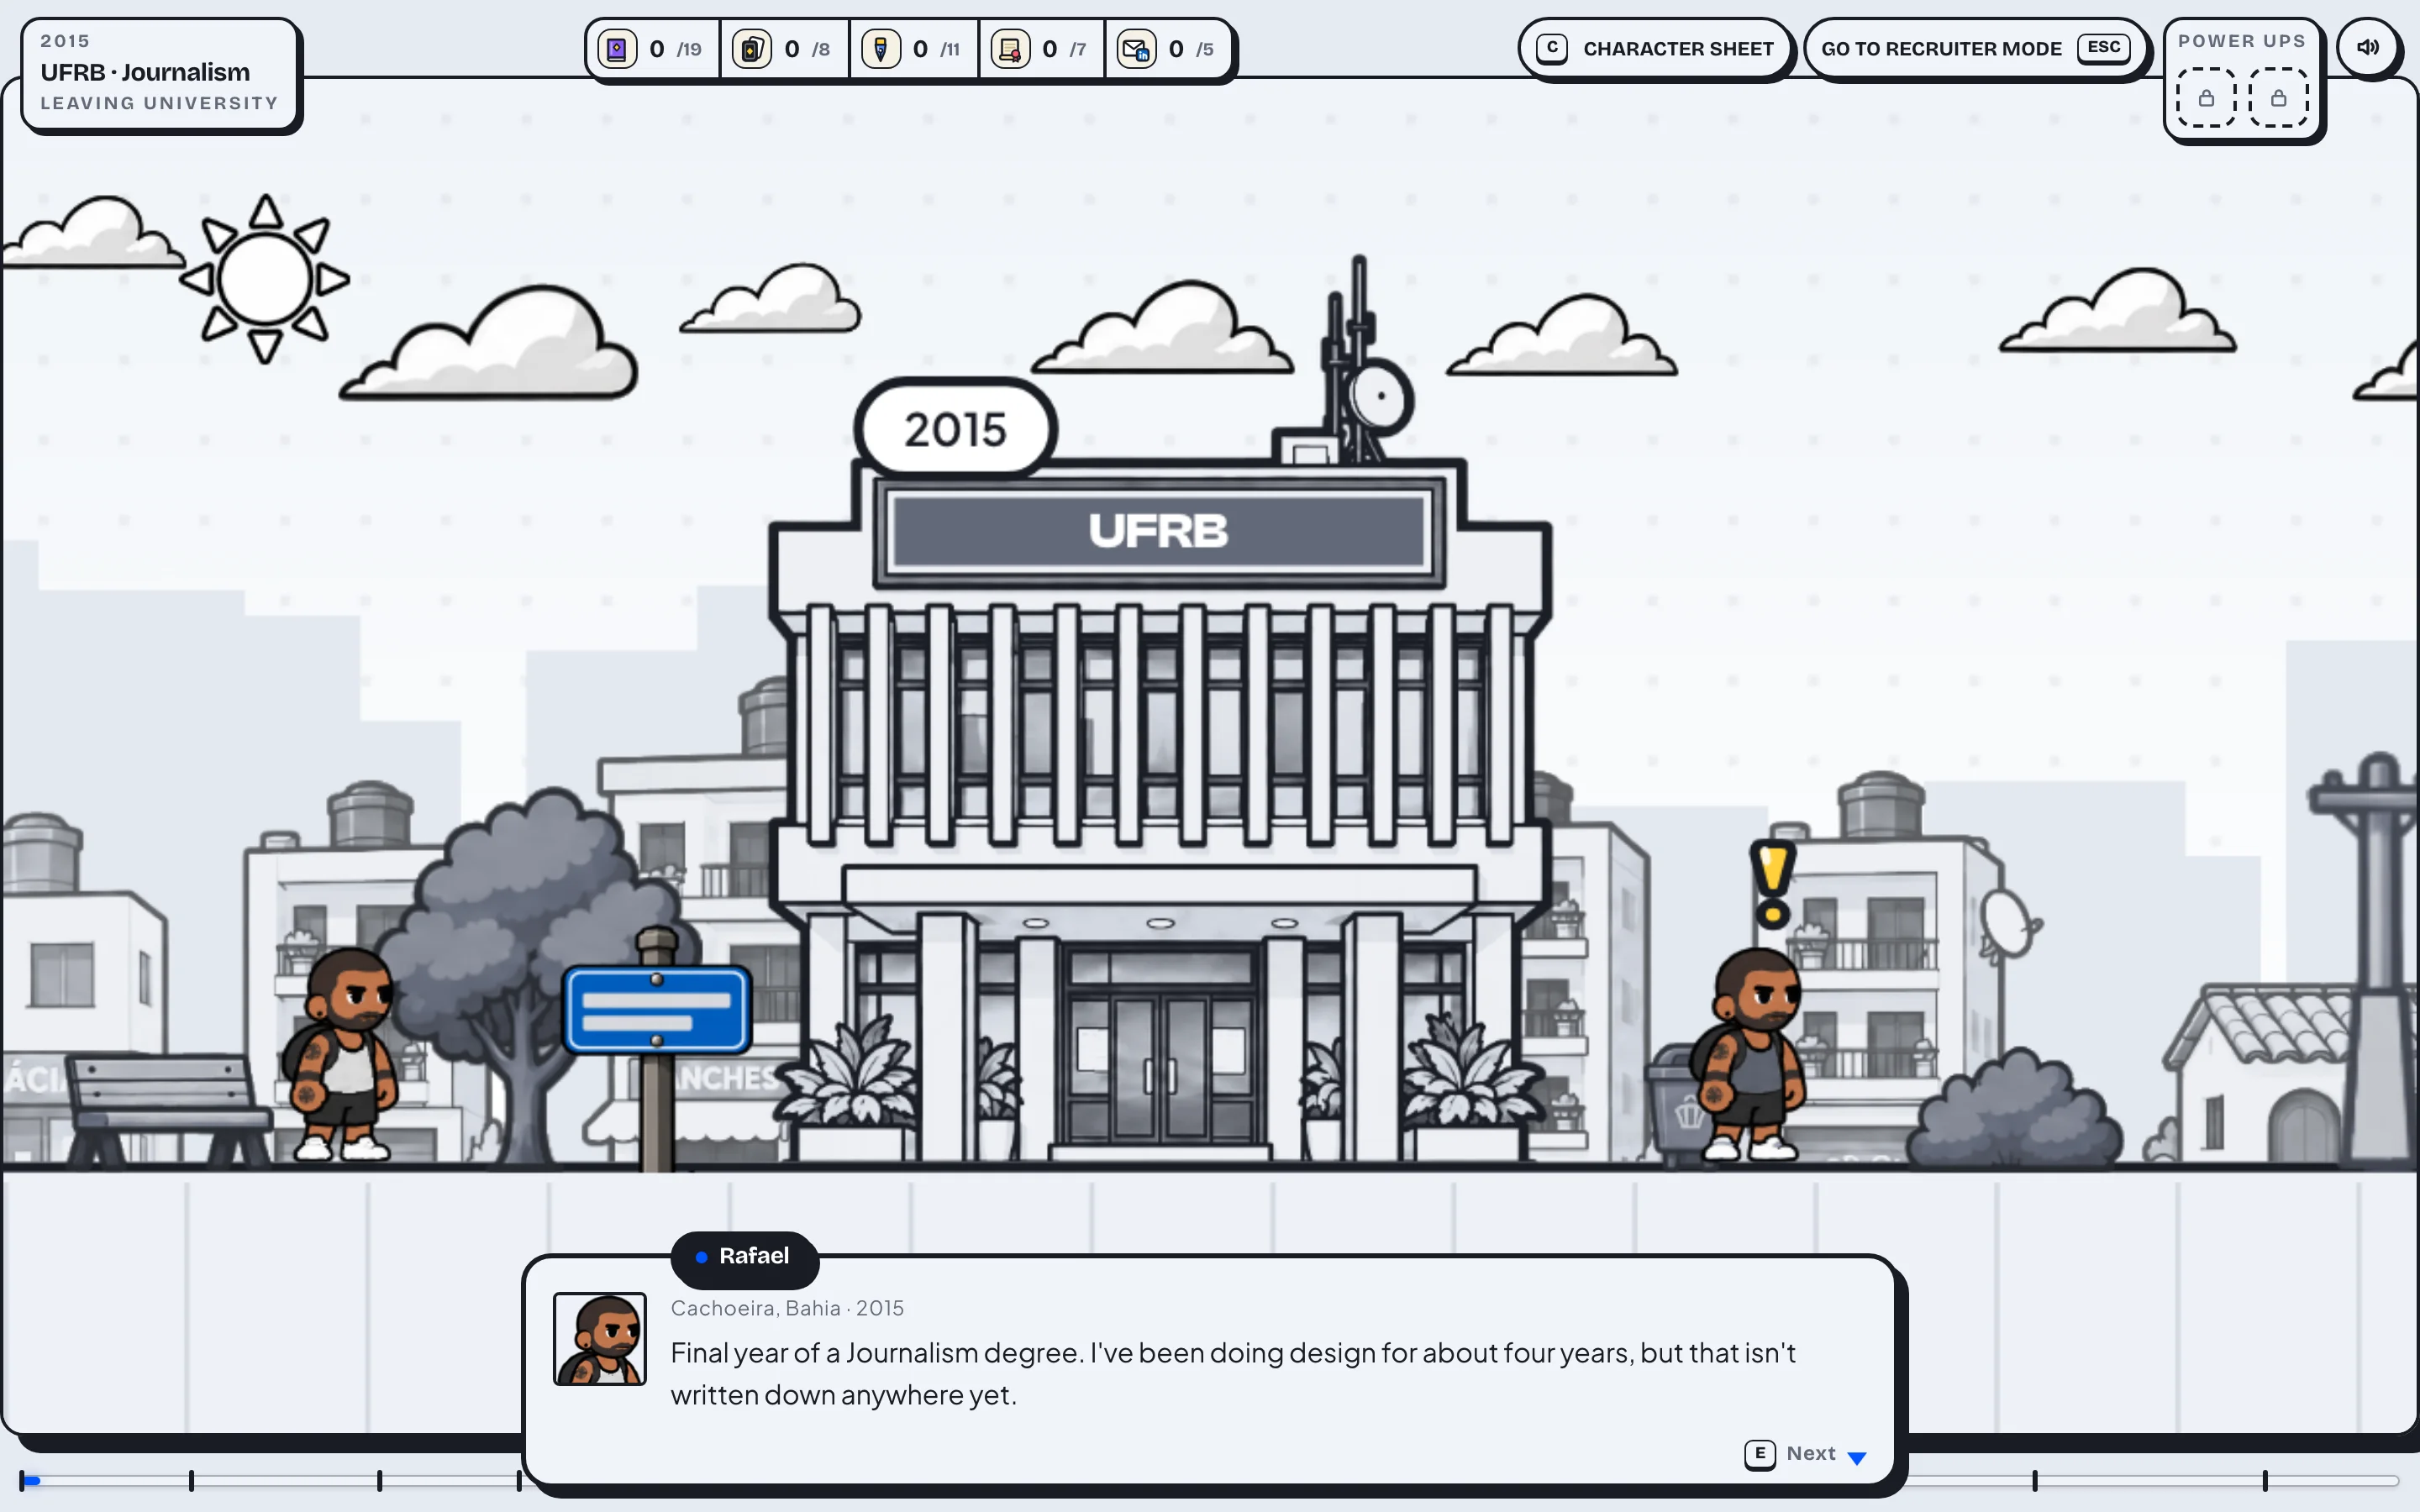 2015
UFRB · Journalism
LEAVING UNIVERSITY
0 /19
0 /8
0 /11
0 /7
0 /5
C CHARACTER SHEET
GO TO RECRUITER MODE ESC
POWER UPS
2015
UFRB
ÁCI
ANCHES
Rafael
Cachoeira, Bahia · 2015
Final year of a Journalism degree. I've been doing design for about four years, but that isn't
written down anywhere yet.
E Next